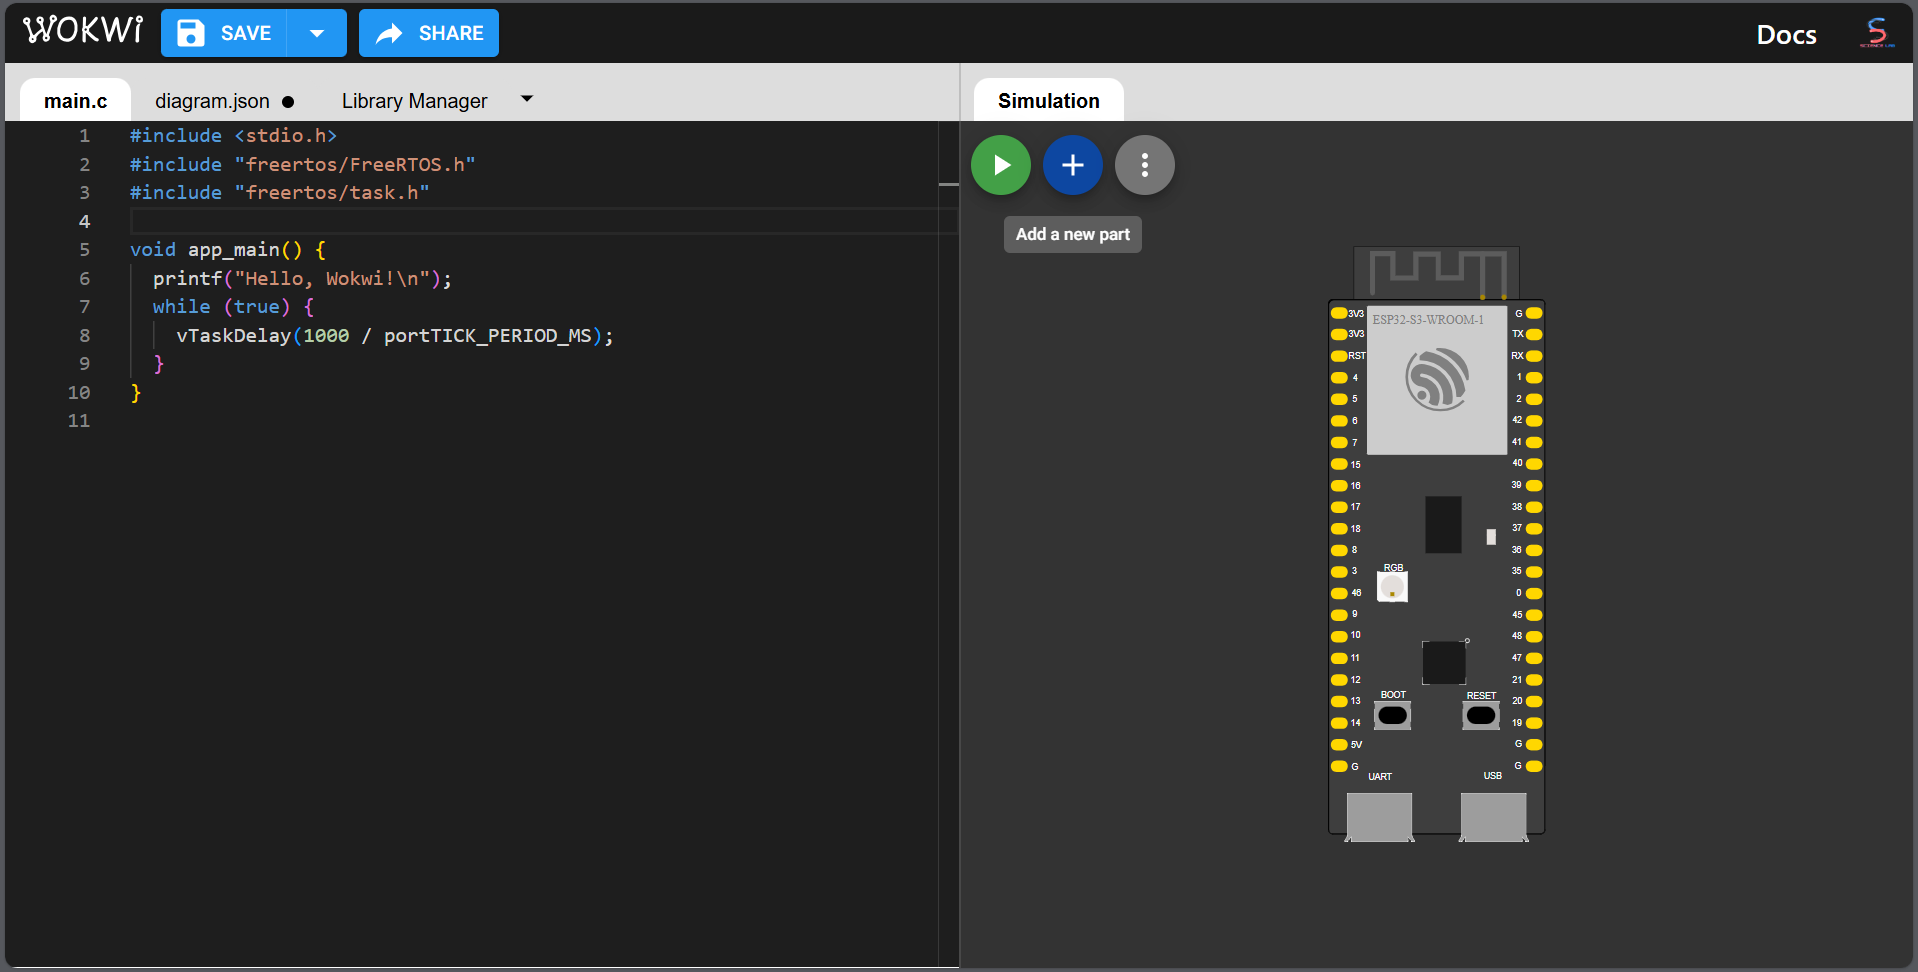 WOKWi SAVE SHARE Docs
SCIENCE LAB
main.c diagram.json Library Manager Simulation
1 #include <stdio.h>
2 #include "freertos/FreeRTOS.h"
3 #include "freertos/task.h"
4
5 void app_main() {
6 printf("Hello, Wokwi!\n");
7 while (true) {
8 vTaskDelay(1000 / portTICK_PERIOD_MS);
9 }
10 }
11
Add a new part
ESP32-S3-WROOM-1
3V3 G
3V3 TX
RST RX
4 1
5 2
6 42
7 41
15 40
16 39
17 38
18 37
8 36
3 35
RGB
46 0
9 45
10 48
11 47
12 21
BOOT RESET
13 20
14 19
5V G
G G
UART USB